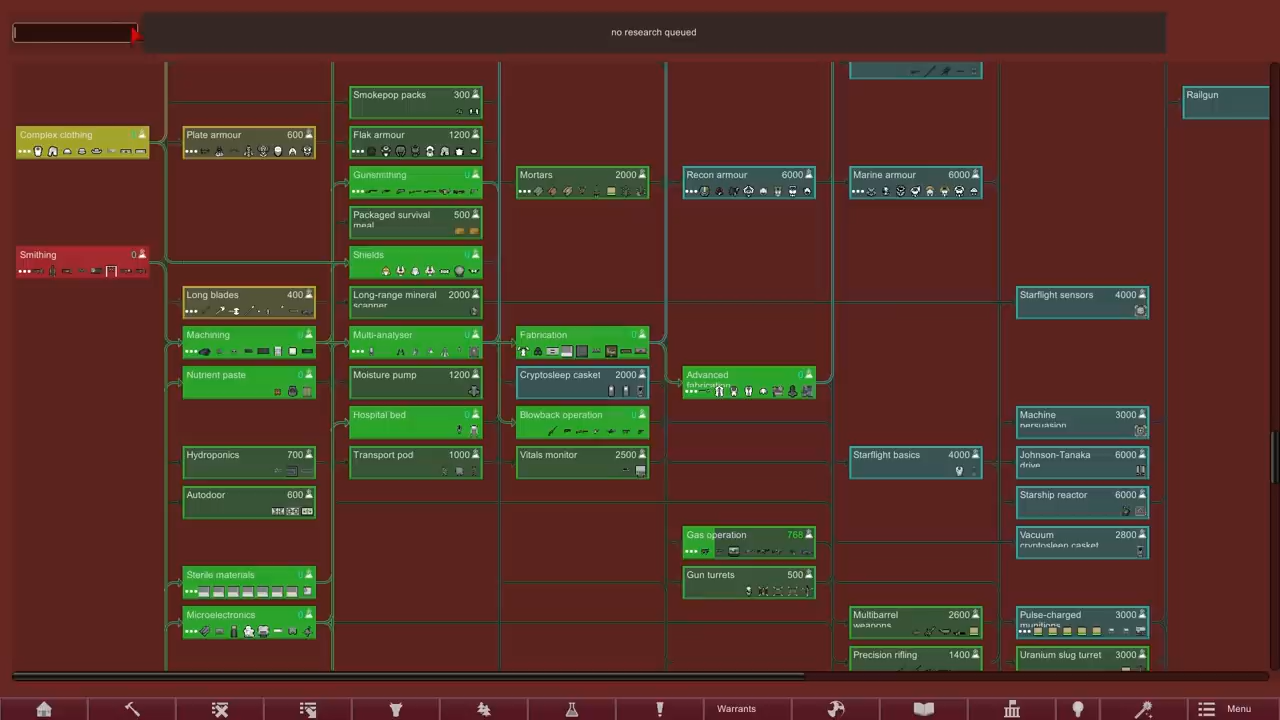 no research queued
Smokepop packs 300
Railgun
Complex clothing 0
Plate armour 600
Flak armour 1200
Gunsmithing 0
Mortars 2000
Recon armour 6000
Marine armour 6000
Packaged survival meal 500
Smithing 0
Shields 0
Long blades 400
Long-range mineral scanner 2000
Starflight sensors 4000
Machining 0
Multi-analyser 0
Fabrication 0
Nutrient paste 0
Moisture pump 1200
Cryptosleep casket 2000
Advanced fabrication 0
Hospital bed 0
Blowback operation 0
Machine persuasion 3000
Hydroponics 700
Transport pod 1000
Vitals monitor 2500
Starflight basics 4000
Johnson-Tanaka drive 6000
Autodoor 600
Starship reactor 6000
Gas operation 768
Vacuum cryptosleep casket 2800
Sterile materials 0
Gun turrets 500
Microelectronics 0
Multibarrel weapons 2600
Pulse-charged munitions 3000
Precision rifling 1400
Uranium slug turret 3000
Warrants
Menu